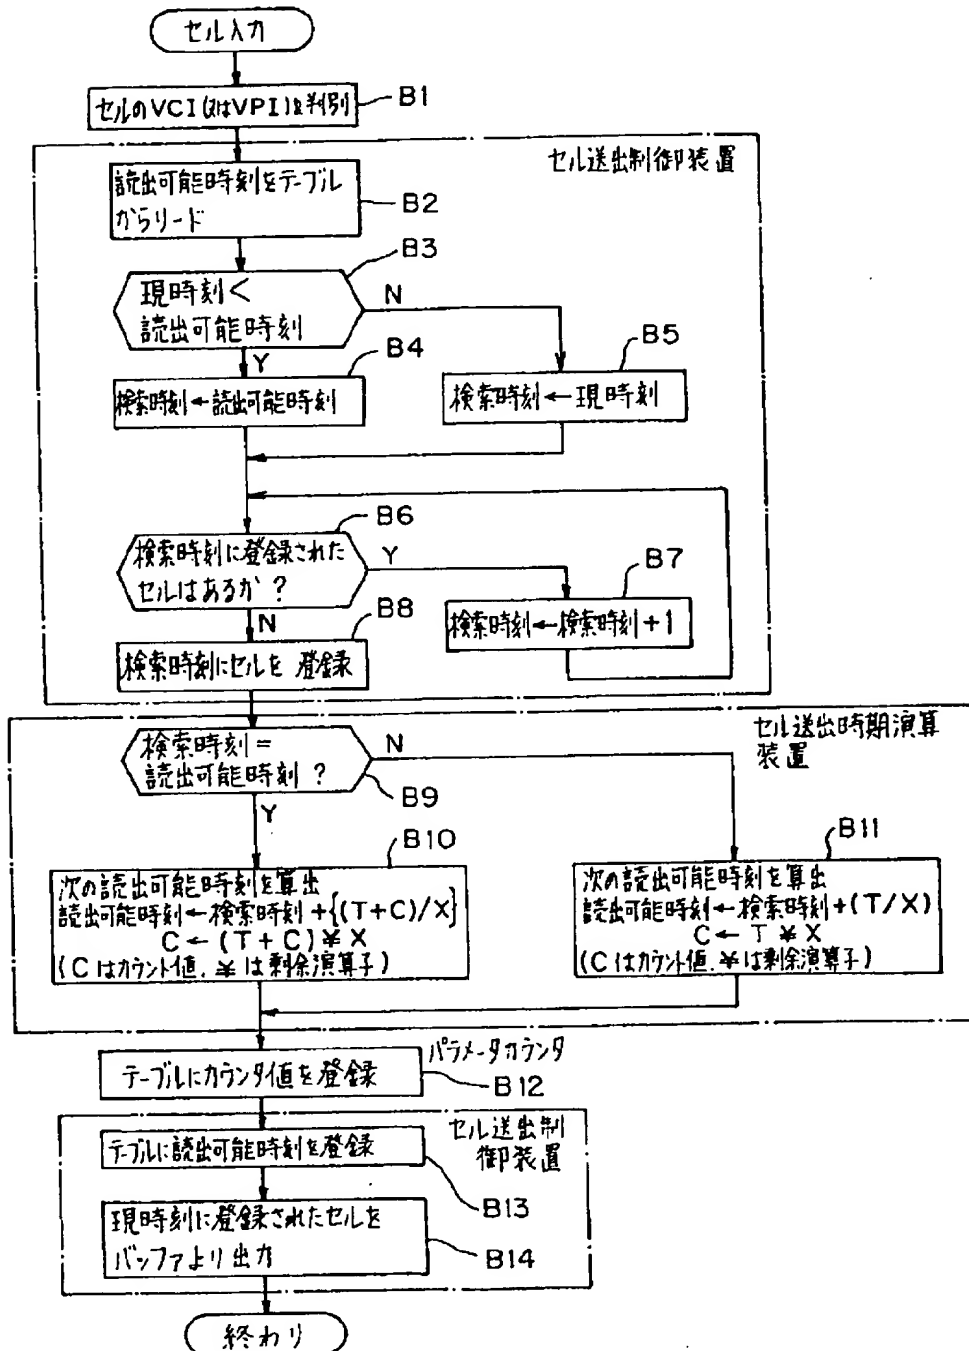 セル入力
セルのVCI(又はVPI)を判別
B1
セル送出制御装置
読出可能時刻をテーブル
からリード
B2
B3
現時刻<
読出可能時刻
N
Y
B4
検索時刻←読出可能時刻
B5
検索時刻←現時刻
B6
検索時刻に登録された
セルはあるか?
Y
N
B7
検索時刻←検索時刻+1
B8
検索時刻にセルを登録
セル送出時期演算
装置
検索時刻=
読出可能時刻?
N
B9
Y
B10
次の読出可能時刻を算出
読出可能時刻←検索時刻+{(T+C)/X}
C←(T+C)¥X
(Cはカウント値、¥は剰余演算子)
B11
次の読出可能時刻を算出
読出可能時刻←検索時刻+(T/X)
C←T¥X
(Cはカウント値、¥は剰余演算子)
パラメータカウンタ
テーブルにカウンタ値を登録
B12
セル送出制
御装置
テーブルに読出可能時刻を登録
B13
現時刻に登録されたセルを
バッファより出力
B14
終わり